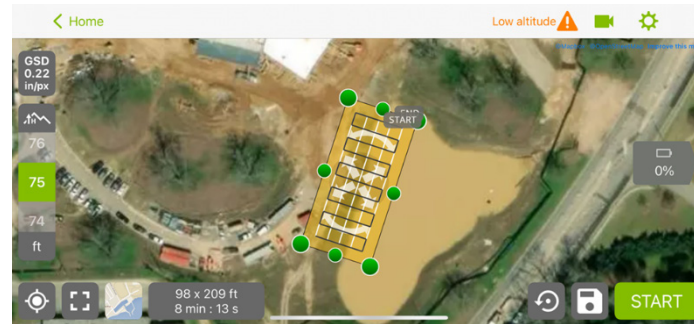 Home
Low altitude
GSD
0.22
in/px
76
75
74
ft
END
START
0%
98 x 209 ft
8 min : 13 s
START